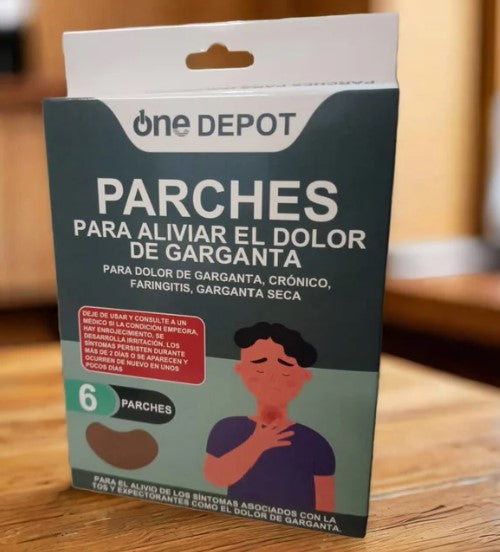 one DEPOT
PARCHES
PARA ALIVIAR EL DOLOR
DE GARGANTA
PARA DOLOR DE GARGANTA, CRÓNICO,
FARINGITIS, GARGANTA SECA
DEJE DE USAR Y CONSULTE A UN
MÉDICO SI LA CONDICIÓN EMPEGRA,
HAY ENROJECIMIENTO, SE
DESARROLLA IRRITACIÓN, LOS
SÍNTOMAS PERSISTEN DURANTE
MÁS DE 2 DÍAS O SE APARECEN Y
OCURREN DE NUEVO EN UNOS
POCOS DÍAS
6 PARCHES
PARA EL ALIVIO DE LOS SÍNTOMAS ASOCIADOS CON LA
TOS Y EXPECTORANTES COMO EL DOLOR DE GARGANTA.